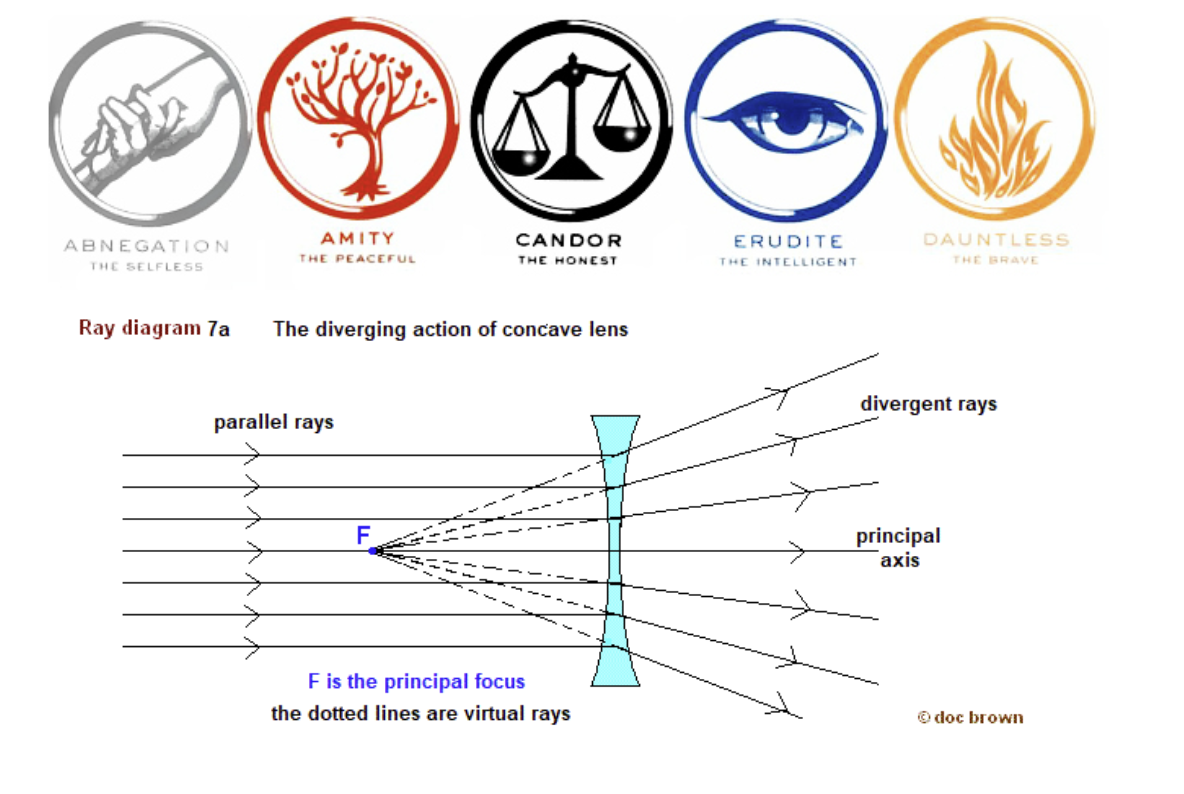 ABNEGATION
THE SELFLESS
AMITY
THE PEACEFUL
CANDOR
THE HONEST
ERUDITE
THE INTELLIGENT
DAUNTLESS
THE BRAVE
Ray diagram 7a The diverging action of concave lens
parallel rays
divergent rays
F
principal
axis
F is the principal focus
the dotted lines are virtual rays
© doc brown